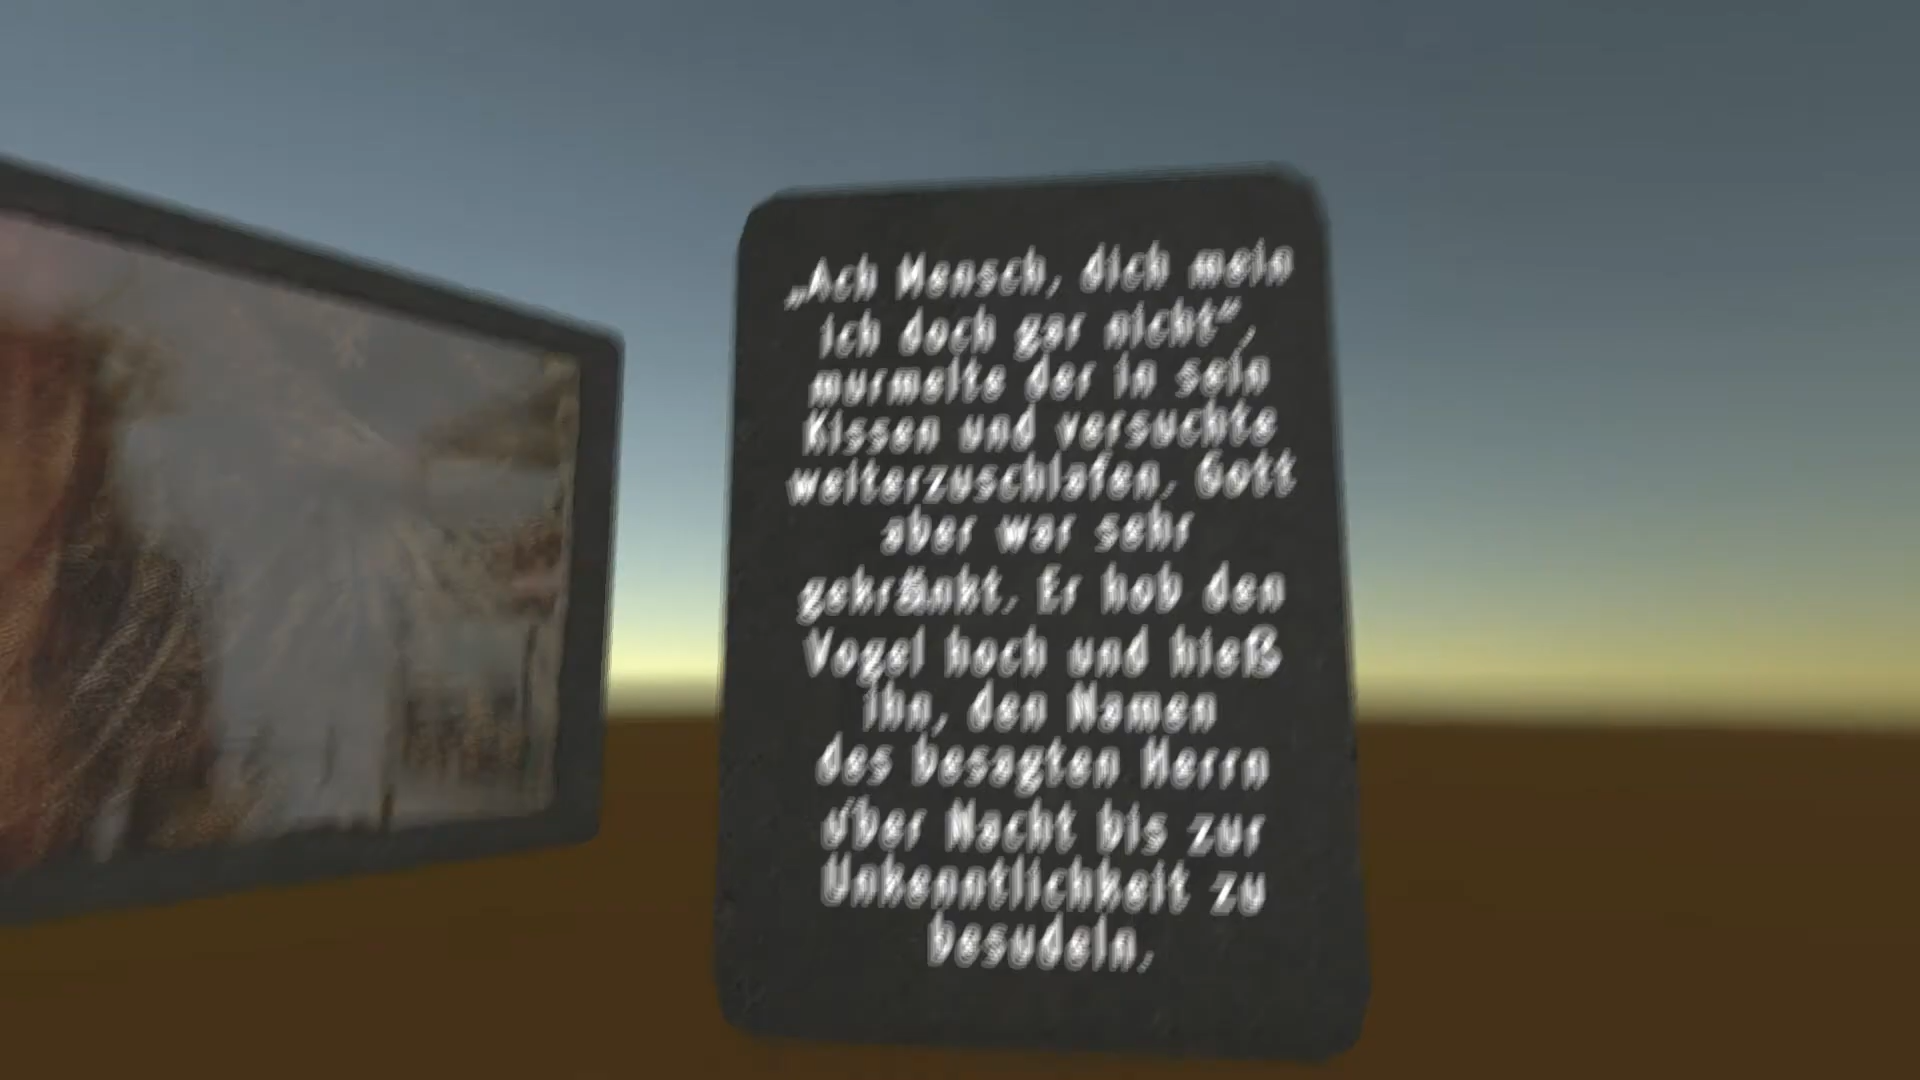 „Ach Mensch, dich mein
ich doch gar nicht“,
murmelte der in sein
Kissen und versuchte
weiterzuschlafen. Gott
aber war sehr
gekränkt. Er hob den
Vogel hoch und hieß
ihn, den Namen
des besagten Herrn
über Nacht bis zur
Unkenntlichkeit zu
besudeln.